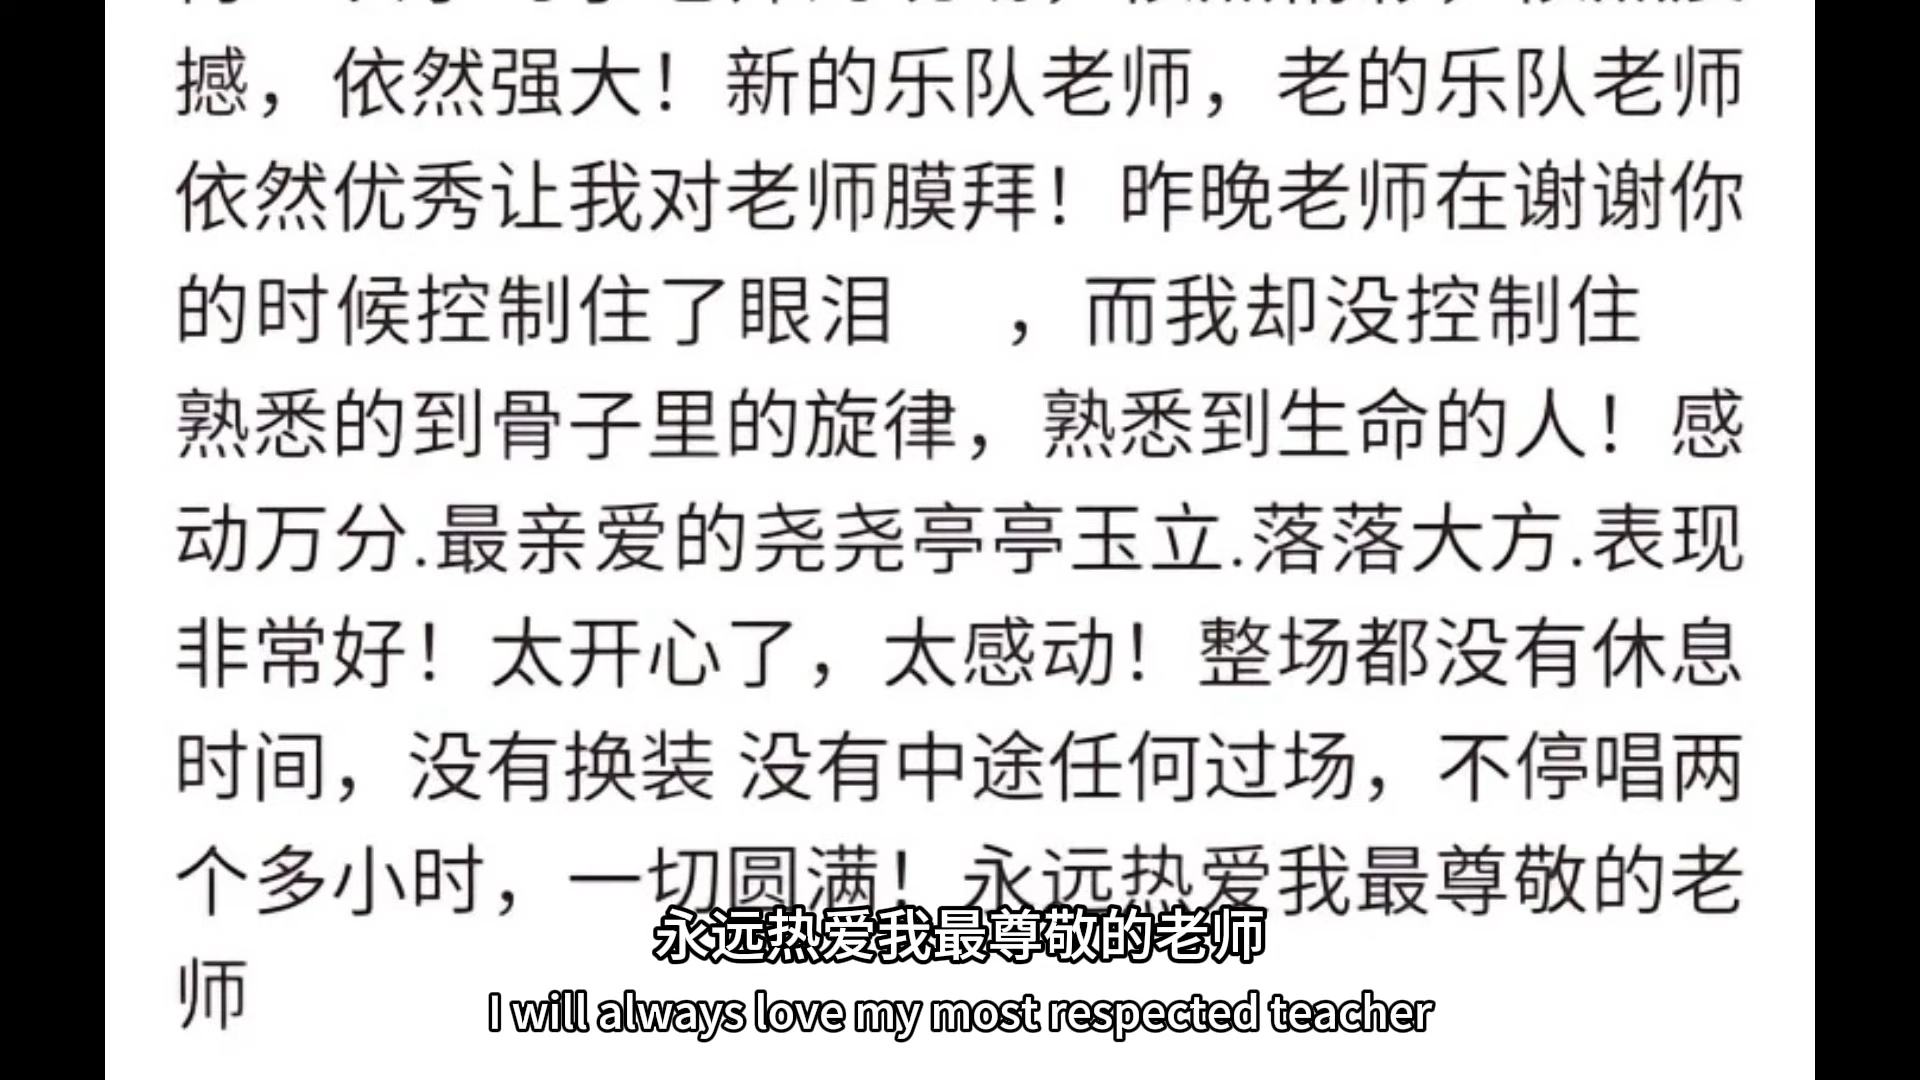 撼，依然强大！新的乐队老师，老的乐队老师
依然优秀让我对老师膜拜！昨晚老师在谢谢你
的时候控制住了眼泪　，而我却没控制住
熟悉的到骨子里的旋律，熟悉到生命的人！感
动万分.最亲爱的尧尧亭亭玉立.落落大方.表现
非常好！太开心了，太感动！整场都没有休息
时间，没有换装 没有中途任何过场，不停唱两
个多小时，一切圆满！永远热爱我最尊敬的老
师
永远热爱我最尊敬的老师
I will always love my most respected teacher